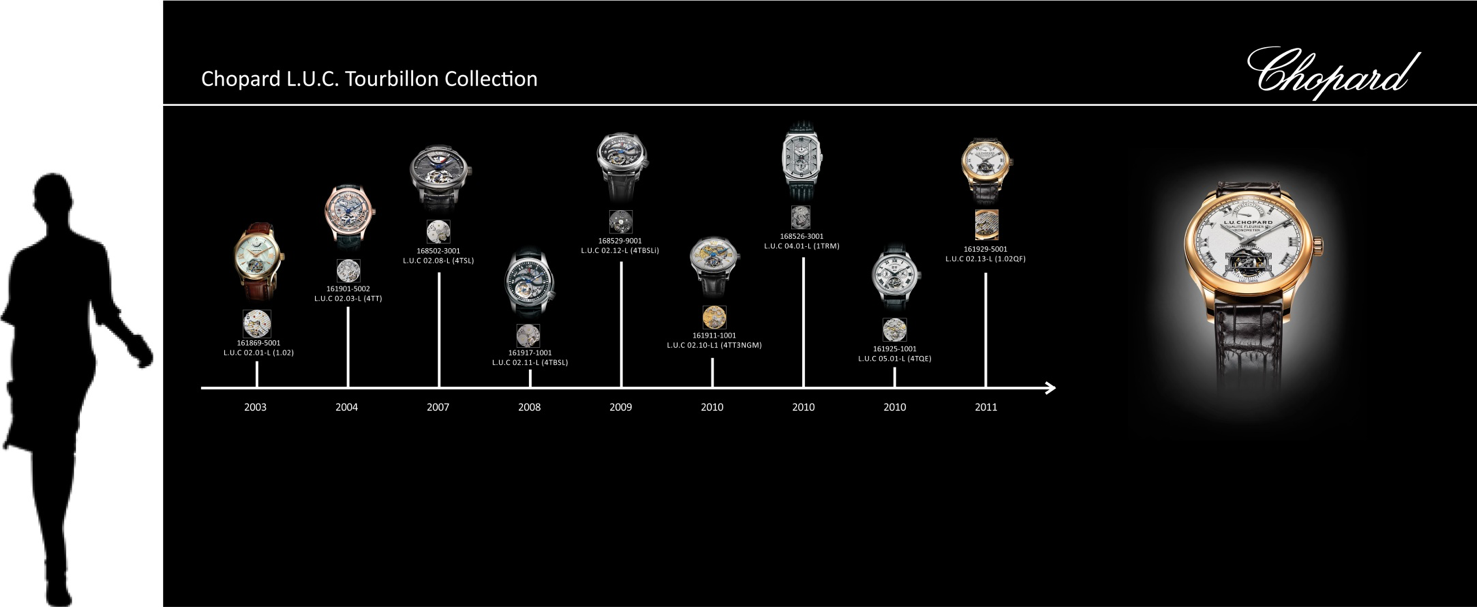 Chopard L.U.C. Tourbillon Collection
Chopard
161869-5001
L.U.C 02.01-L (1.02)
161901-5002
L.U.C 02.03-L (4TT)
168502-3001
L.U.C 02.08-L (4TSL)
161917-1001
L.U.C 02.11-L (4TBSL)
168529-9001
L.U.C 02.12-L (4TBSLi)
161911-1001
L.U.C 02.10-L1 (4TT3NGM)
168526-3001
L.U.C 04.01-L (1TRM)
161925-1001
L.U.C 05.01-L (4TQE)
161929-5001
L.U.C 02.13-L (1.02QF)
2003
2004
2007
2008
2009
2010
2010
2010
2011
L.U.CHOPARD
QUALITE FLEURIER
CHRONOMETER